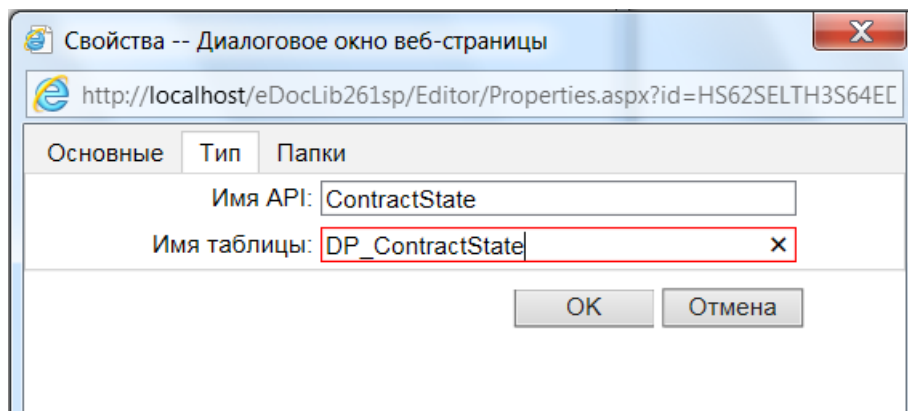 Свойства -- Диалоговое окно веб-страницы
http://localhost/eDocLib261sp/Editor/Properties.aspx?id=HS62SELTH3S64ED
Основные Тип Папки
Имя API: ContractState
Имя таблицы: DP_ContractState
OK Отмена